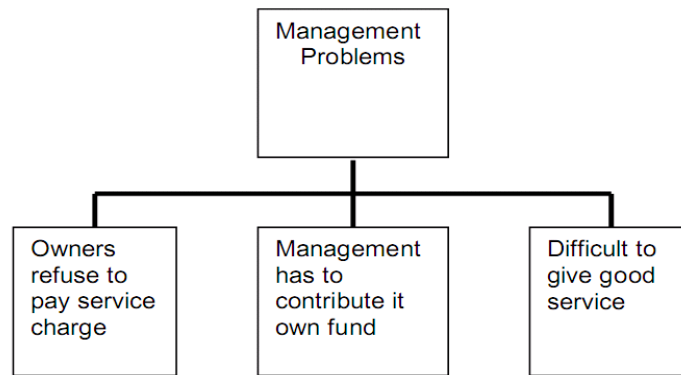 Management
Problems
Owners
refuse to
pay service
charge
Management
has to
contribute it
own fund
Difficult to
give good
service